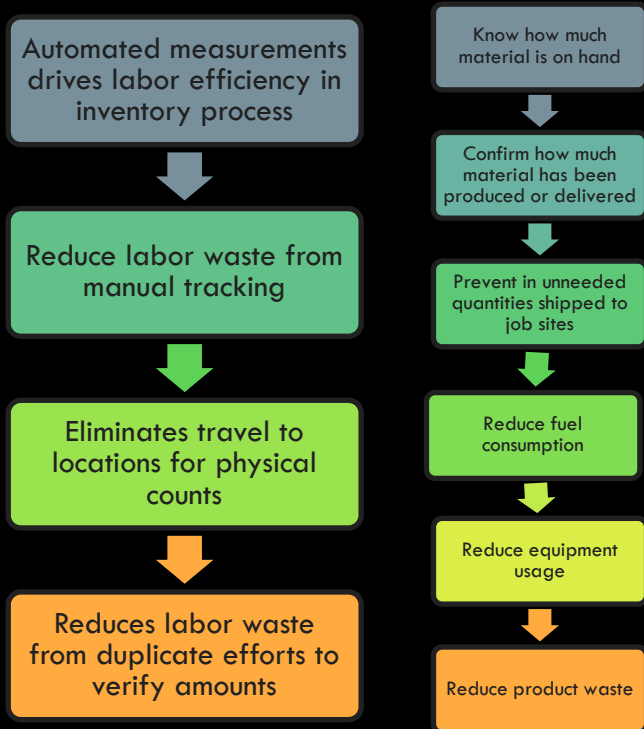 Automated measurements
drives labor efficiency in
inventory process
Reduce labor waste from
manual tracking
Eliminates travel to
locations for physical
counts
Reduces labor waste
from duplicate efforts to
verify amounts
Know how much
material is on hand
Confirm how much
material has been
produced or delivered
Prevent in unneeded
quantities shipped to
job sites
Reduce fuel
consumption
Reduce equipment
usage
Reduce product waste